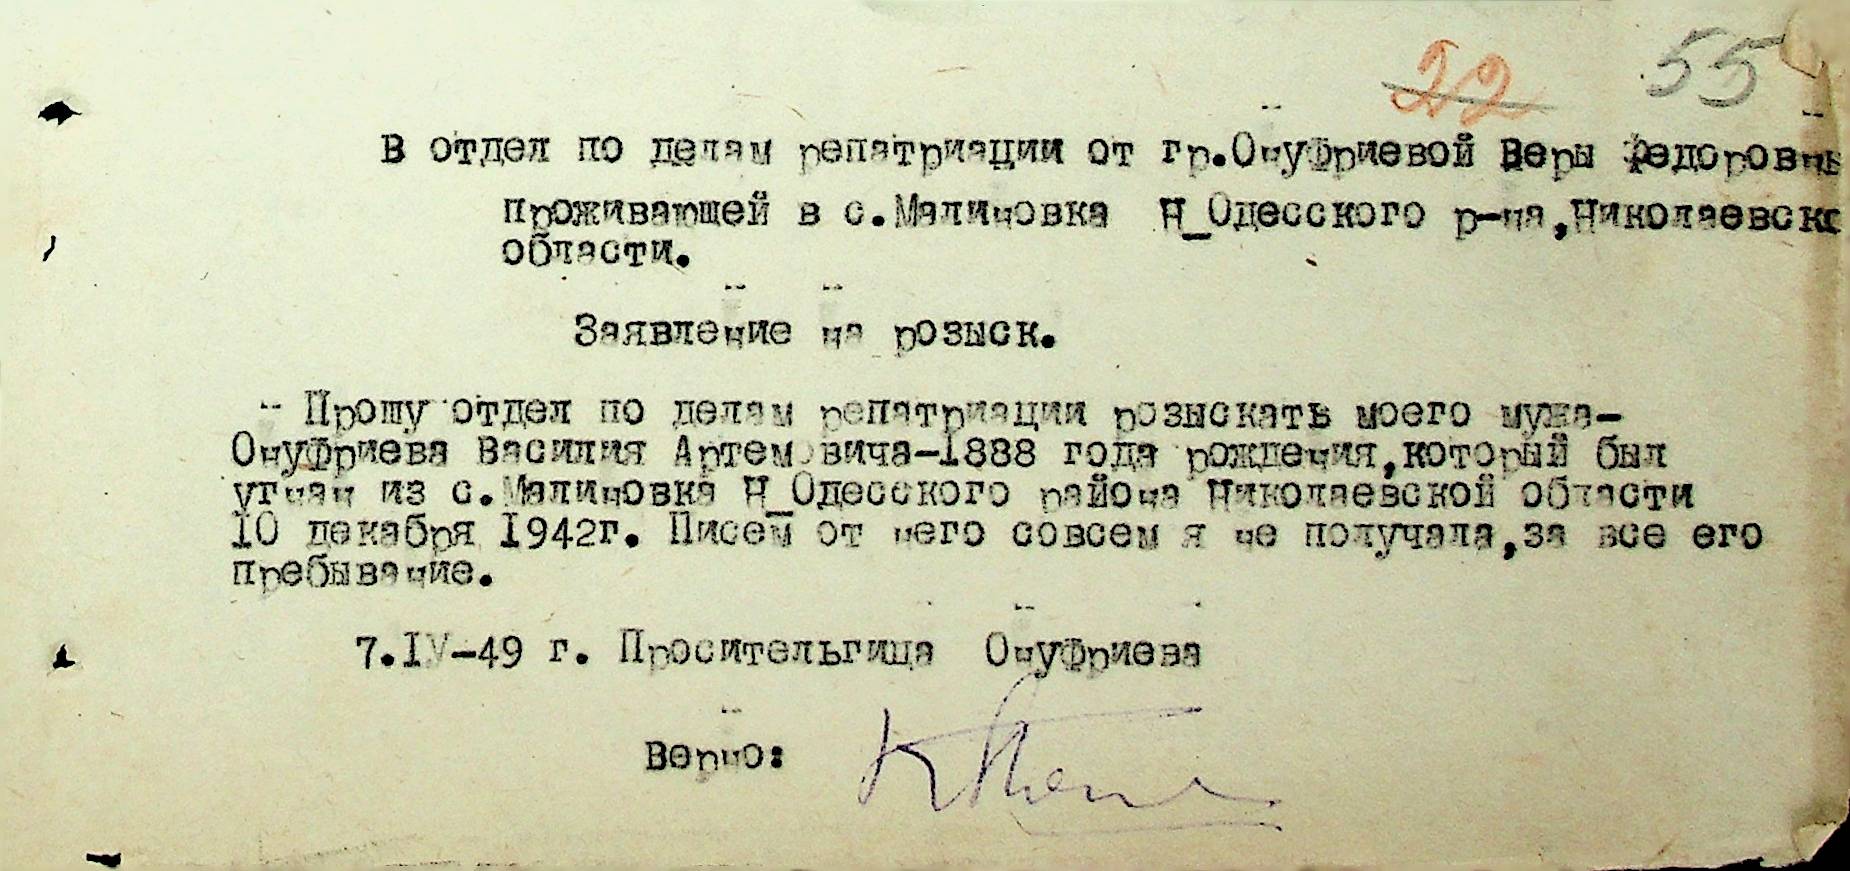 22 55
В отдел по делам репатриации от гр.Онуфриевой Веры Федоровны
проживающей в с.Малиновка Н_Одесского р-на,Николаевско
области.
Заявление на розыск.
Прошу отдел по делам репатриации розыскать моего мужа-
Онуфриева Василия Артемовича-1888 года рождения,который был
угнан из с.Малиновка Н_Одесского района Николаевской области
10 декабря 1942г. Писем от него совсем я не получала,за все его
пребывание.
7.IV-49 г. Просительница Онуфриева
Верно: